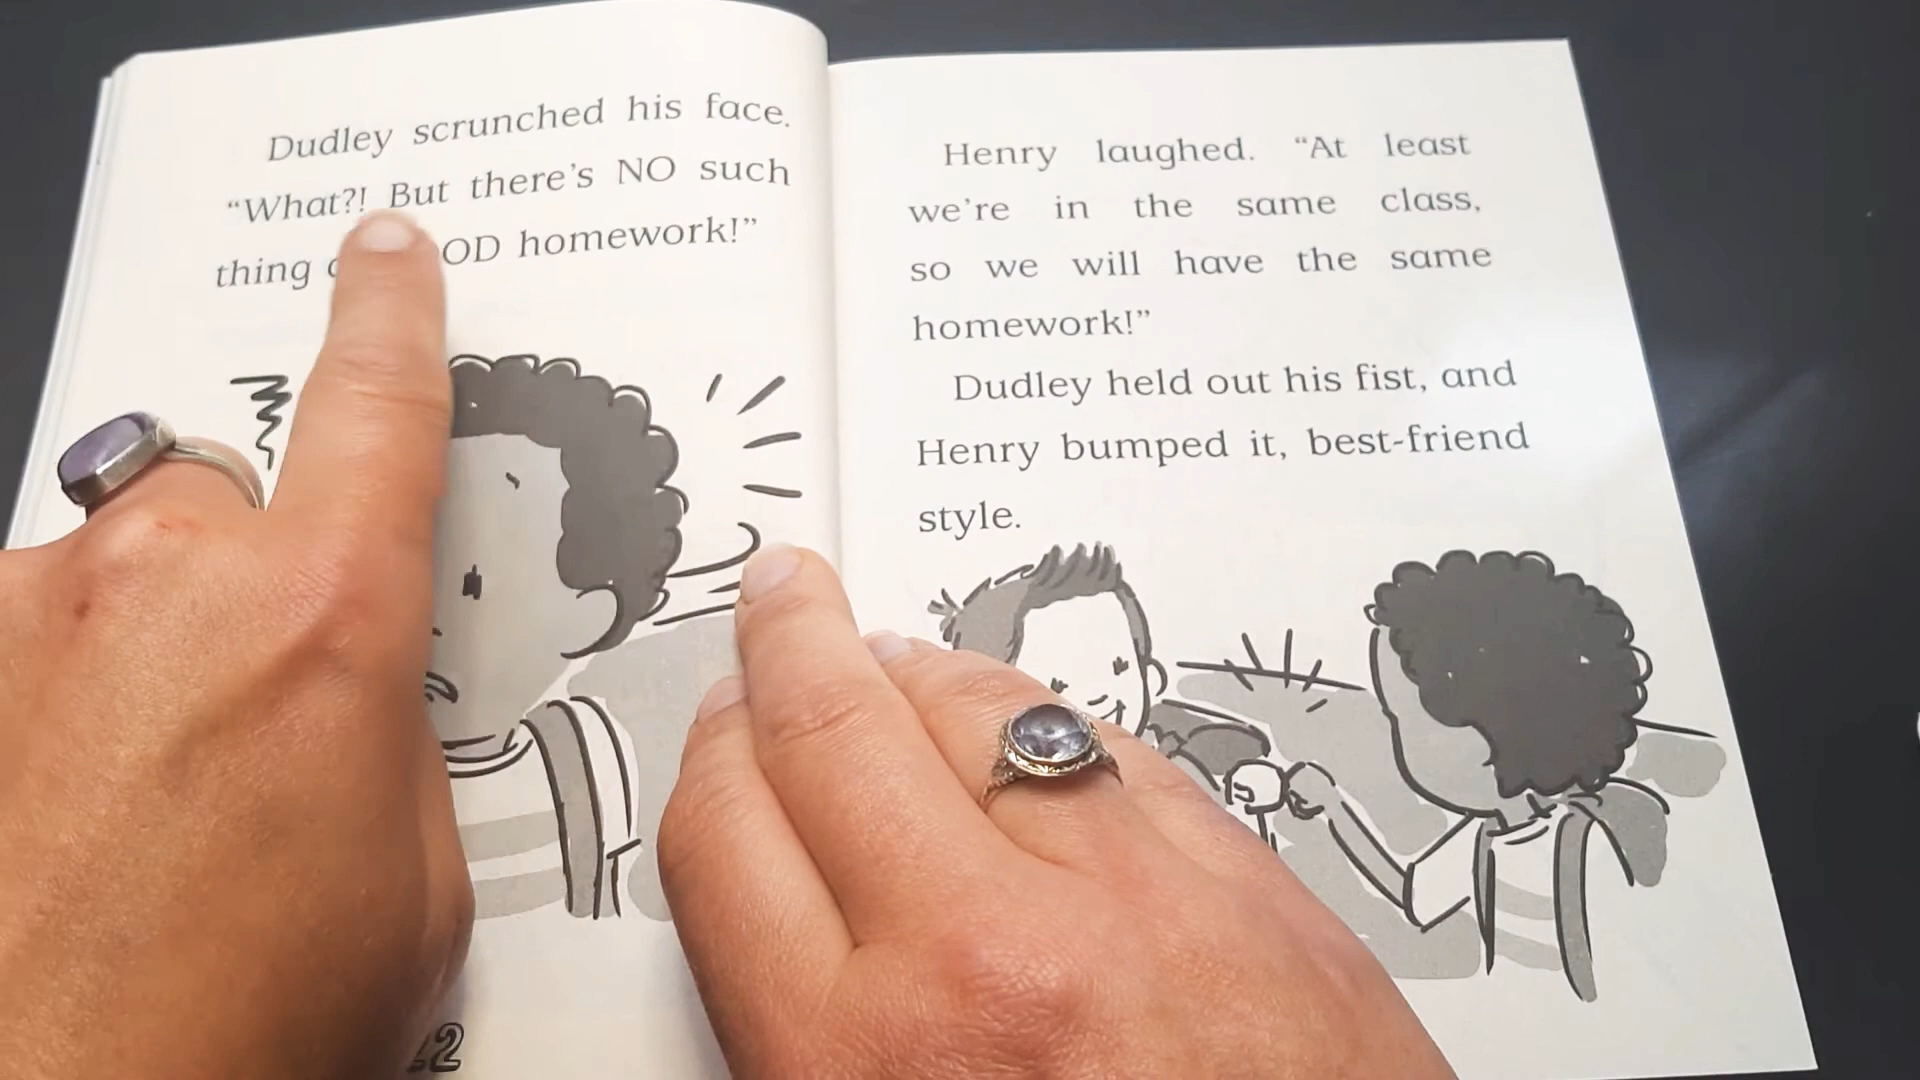 Dudley scrunched his face.
“What?! But there’s NO such
thing OD homework!”
Henry laughed. “At least
we’re in the same class,
so we will have the same
homework!”
Dudley held out his fist, and
Henry bumped it, best-friend
style.